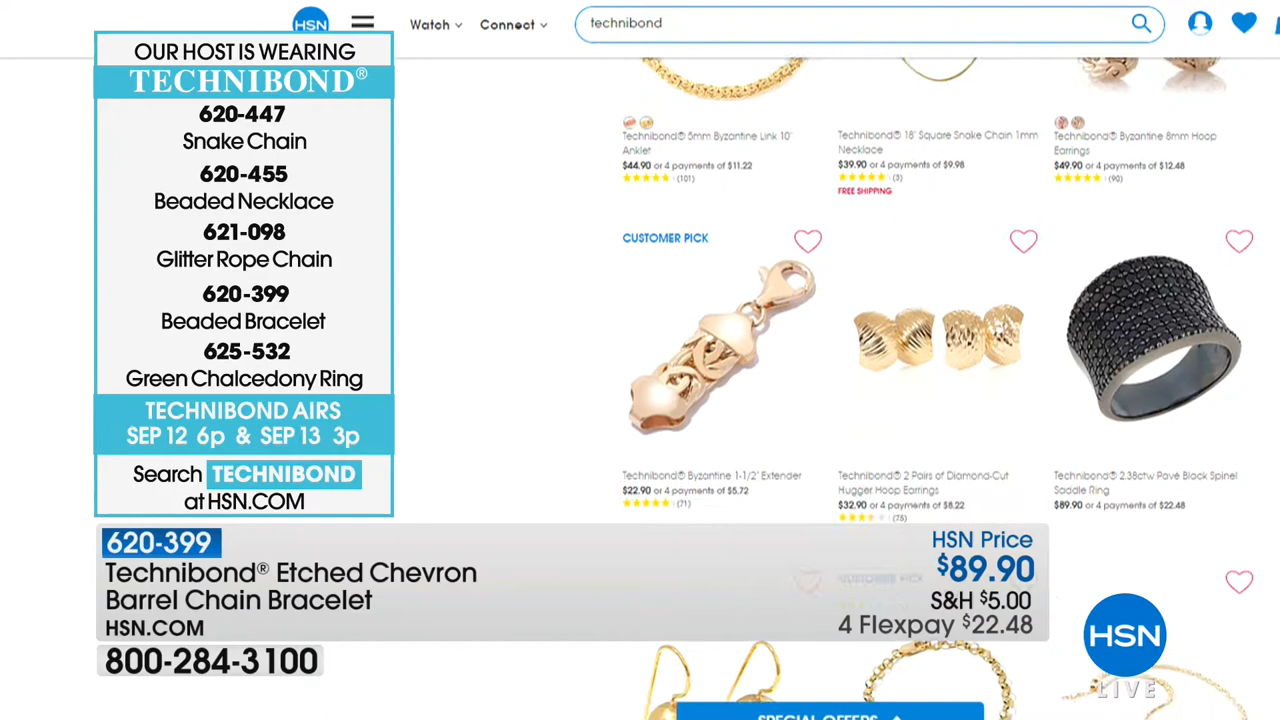 HSN
Watch
Connect
technibond
OUR HOST IS WEARING
TECHNIBOND®
620-447
Snake Chain
620-455
Beaded Necklace
621-098
Glitter Rope Chain
620-399
Beaded Bracelet
625-532
Green Chalcedony Ring
TECHNIBOND AIRS
SEP 12 6p & SEP 13 3p
Search TECHNIBOND
at HSN.COM
Technibond® 5mm Byzantine Link 10"
Anklet
$44.90 or 4 payments of $11.22
(101)
Technibond® 18" Square Snake Chain 1mm
Necklace
$39.90 or 4 payments of $9.98
(3)
FREE SHIPPING
Technibond® Byzantine 8mm Hoop
Earrings
$49.90 or 4 payments of $12.48
(90)
CUSTOMER PICK
Technibond® Byzantine 1-1/2" Extender
$22.90 or 4 payments of $5.72
(71)
Technibond® 2 Pairs of Diamond-Cut
Hugger Hoop Earrings
$32.90 or 4 payments of $8.22
(75)
Technibond® 2.38ctw Pavé Black Spinel
Saddle Ring
$89.90 or 4 payments of $22.48
620-399
Technibond® Etched Chevron
Barrel Chain Bracelet
HSN.COM
CUSTOMER PICK
HSN Price
$89.90
S&H $5.00
4 Flexpay $22.48
800-284-3100
HSN
LIVE
SPECIAL OFFERS